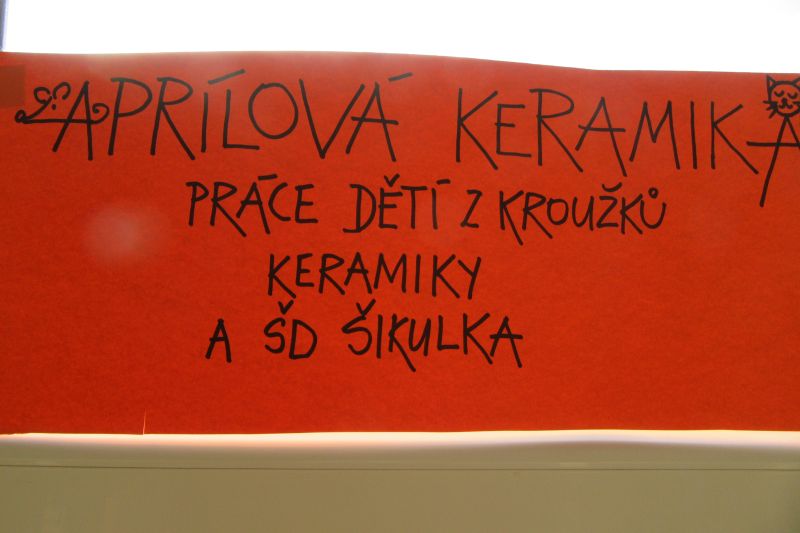 APRÍLOVÁ KERAMIKA
PRÁCE DĚTÍ Z KROUŽKŮ
KERAMIKY
A ŠD ŠIKULKA